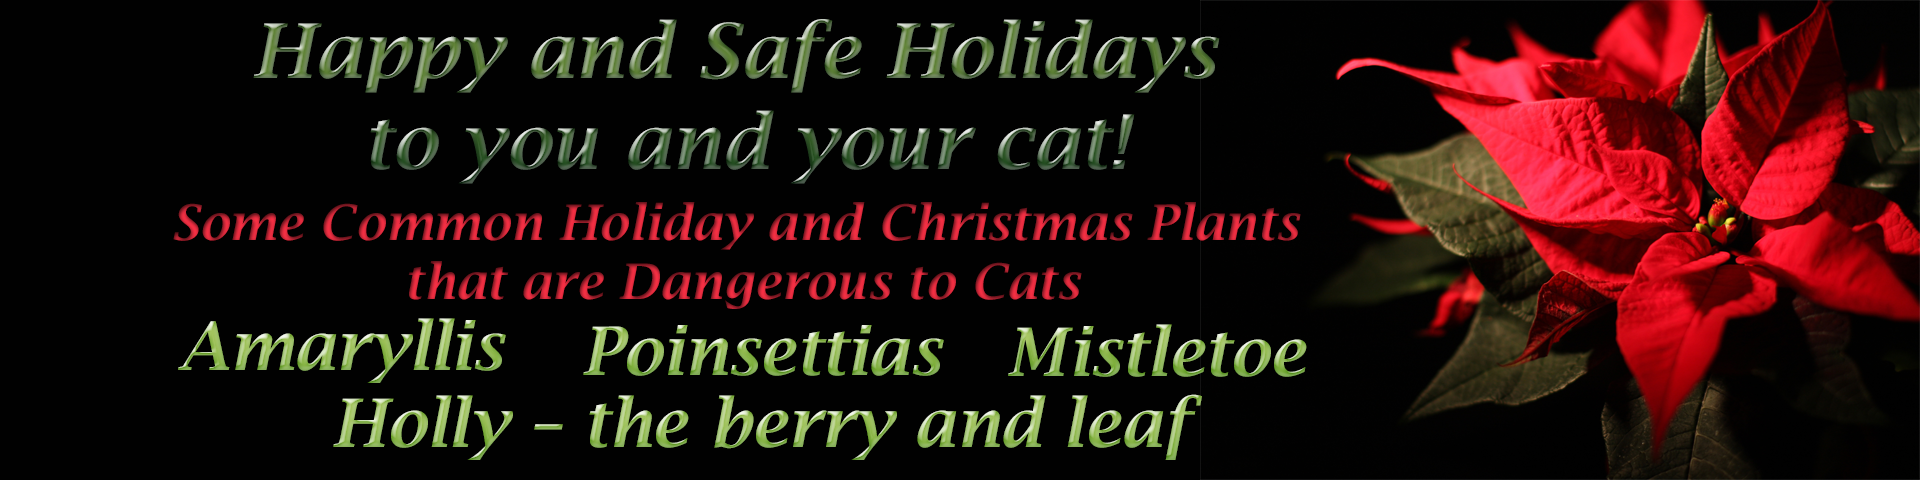 Happy and Safe Holidays
to you and your cat!
Some Common Holiday and Christmas Plants
that are Dangerous to Cats
Amaryllis Poinsettias Mistletoe
Holly – the berry and leaf